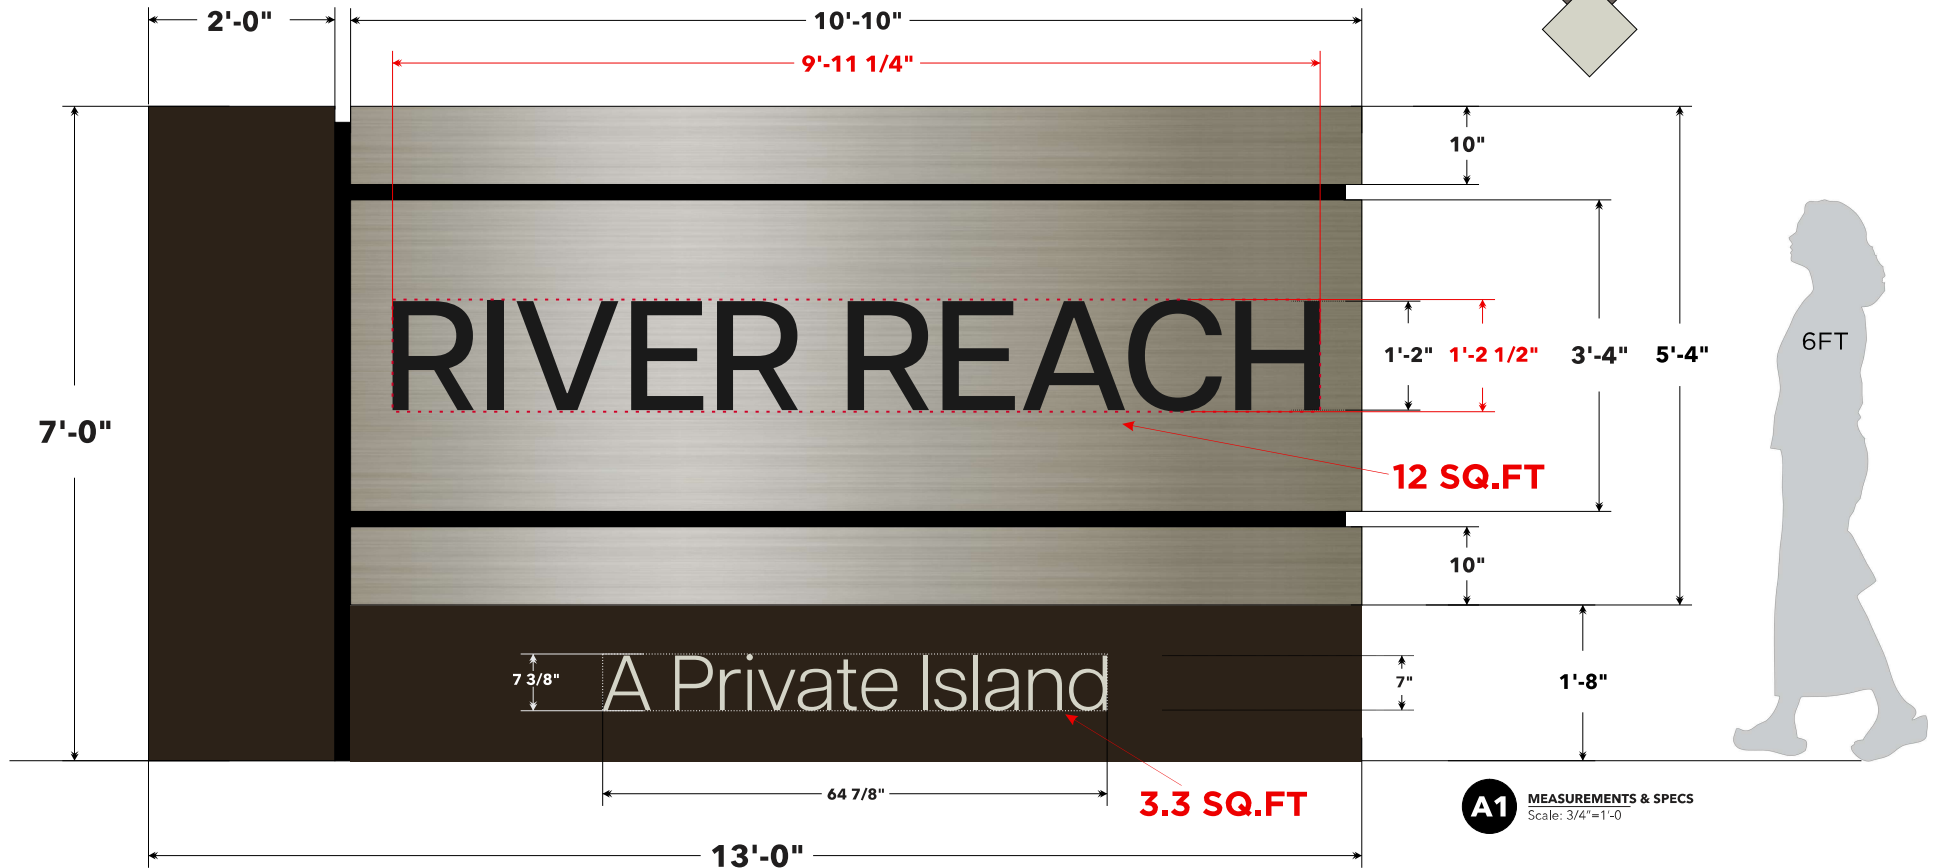 2'-0"
10'-10"
9'-11 1/4"
10"
RIVER REACH
1'-2"
1'-2 1/2"
3'-4"
5'-4"
6FT
7'-0"
12 SQ.FT
10"
7 3/8"
A Private Island
7"
1'-8"
64 7/8"
3.3 SQ.FT
A1
MEASUREMENTS & SPECS
Scale: 3/4"=1'-0
13'-0"